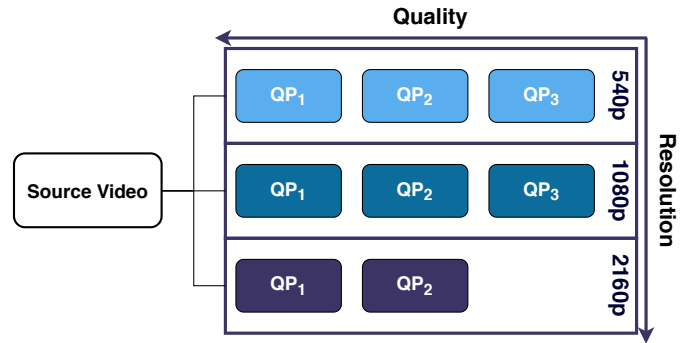 Quality
QP₁ QP₂ QP₃ 540p
Source Video
QP₁ QP₂ QP₃ 1080p
Resolution
QP₁ QP₂ 2160p